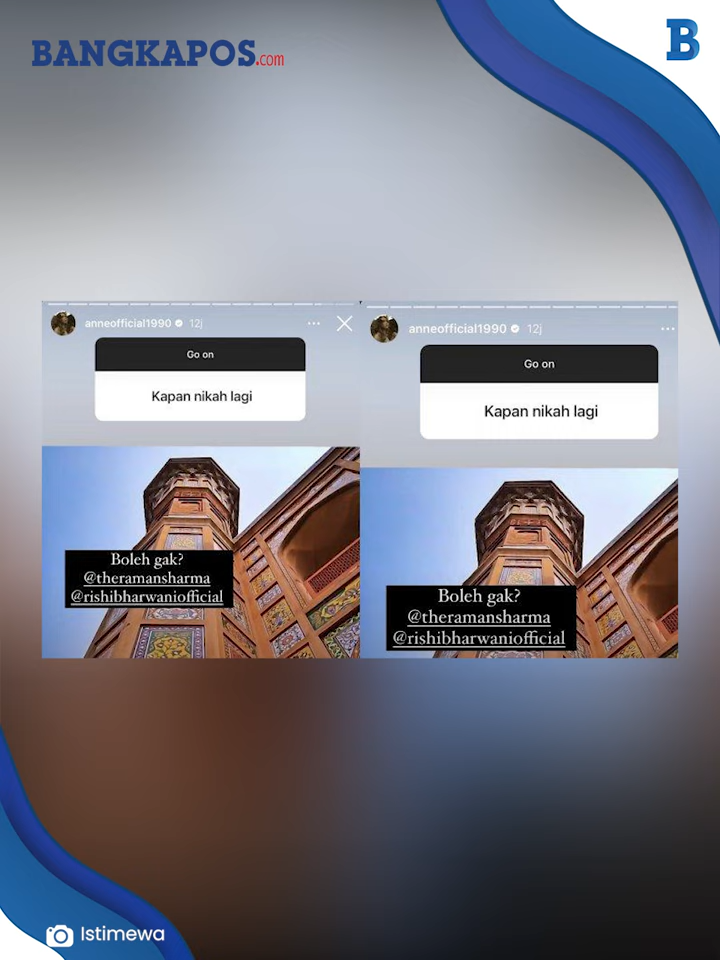 BANGKAPOS.com
B
anneofficial1990 12j
Go on
Kapan nikah lagi
Boleh gak?
@theramansharma
@rishibharwaniofficial
anneofficial1990 12j
Go on
Kapan nikah lagi
Boleh gak?
@theramansharma
@rishibharwaniofficial
Istimewa